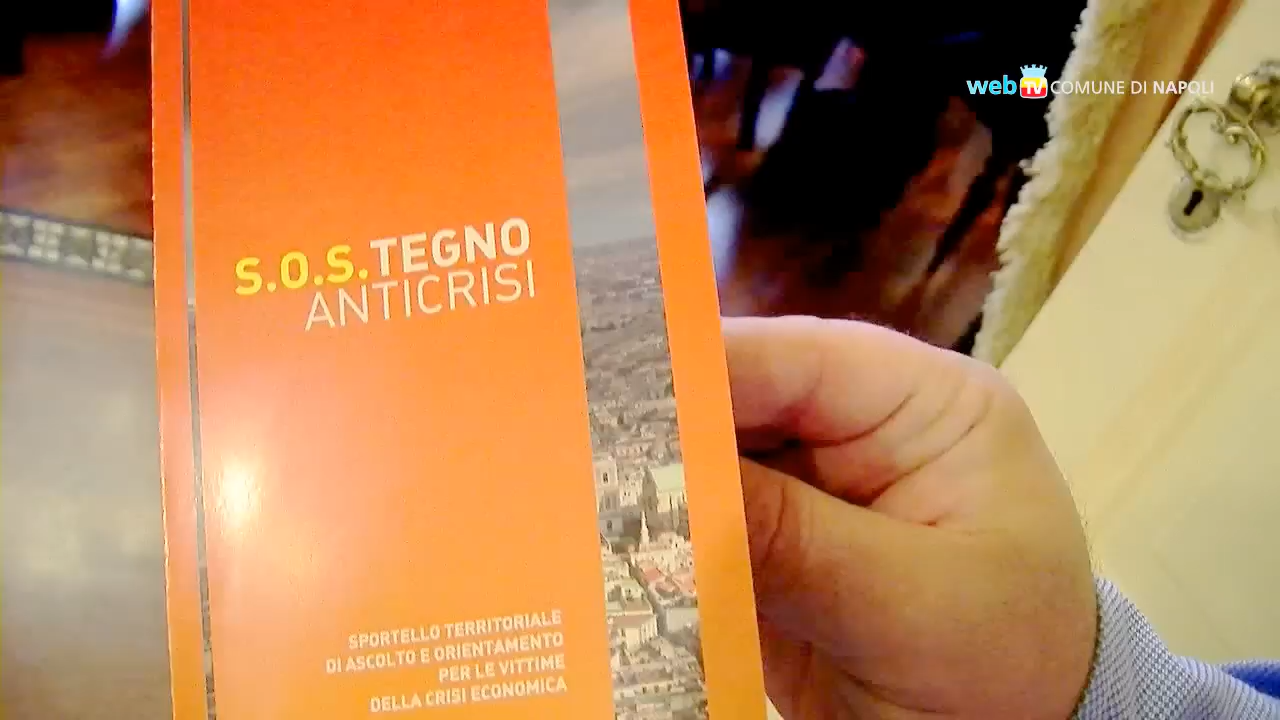 web TV COMUNE DI NAPOLI
S.O.S.TEGNO
ANTICRISI
SPORTELLO TERRITORIALE
DI ASCOLTO E ORIENTAMENTO
PER LE VITTIME
DELLA CRISI ECONOMICA